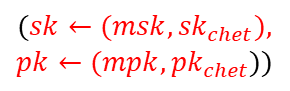 (sk ← (msk, sk_chet),
pk ← (mpk, pk_chet))